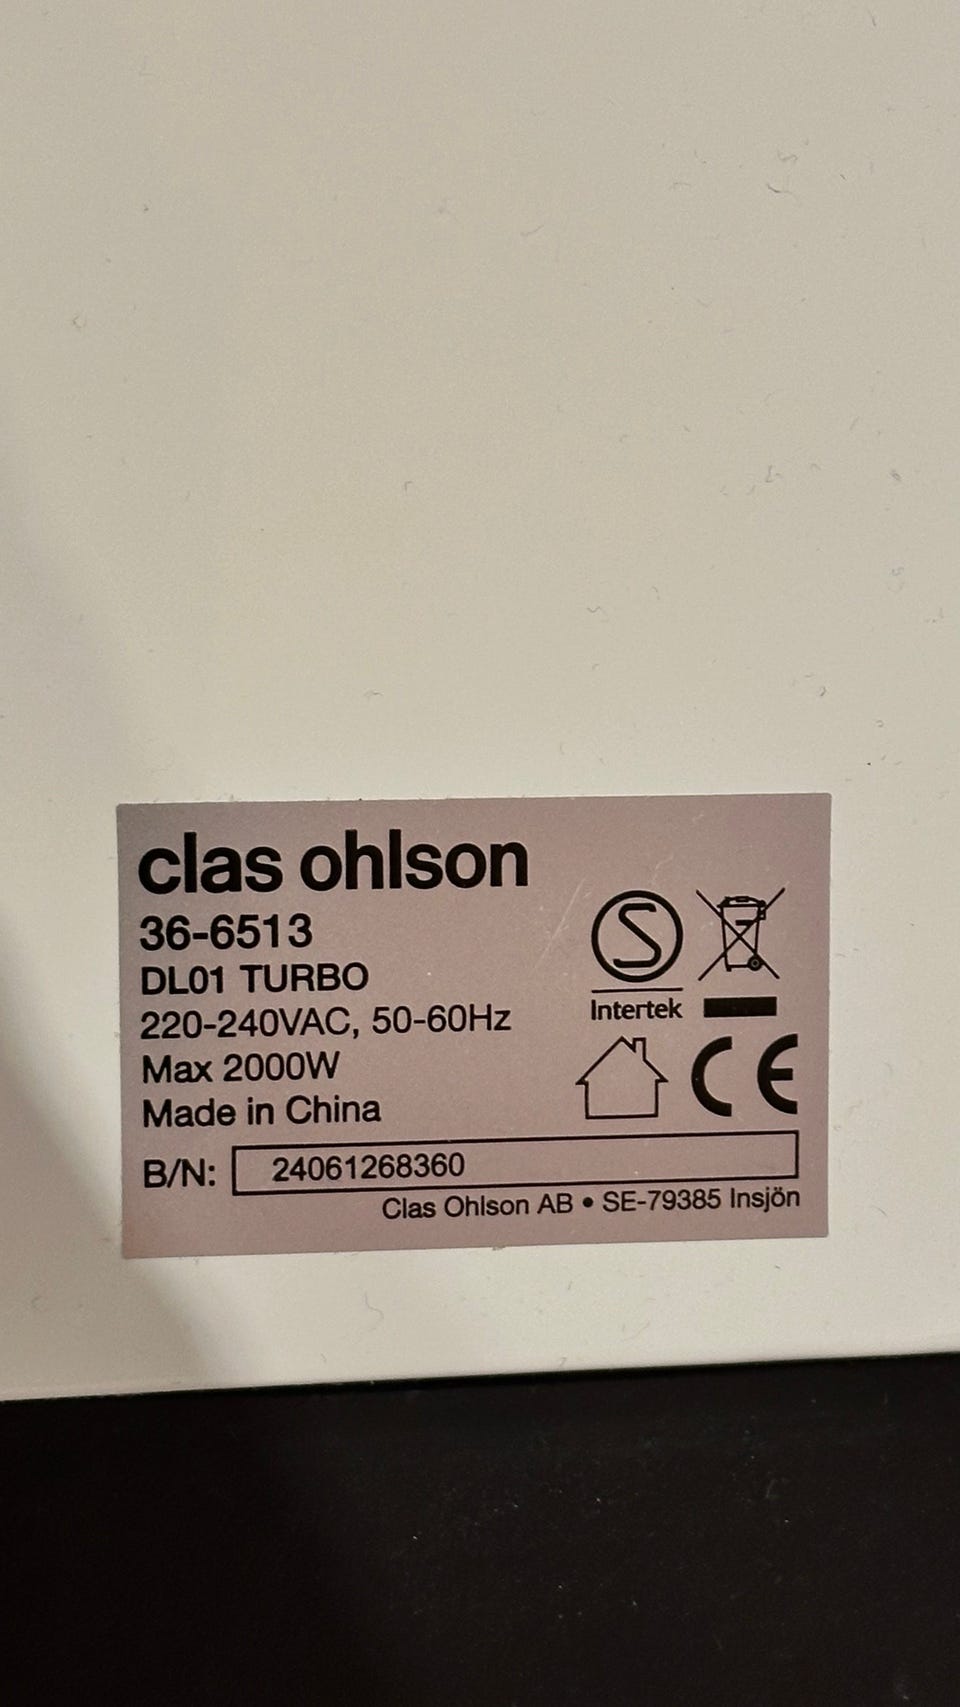 clas ohlson
36-6513
DL01 TURBO
220-240VAC, 50-60Hz
Max 2000W
Made in China
S
Intertek
CE
B/N: 24061268360
Clas Ohlson AB • SE-79385 Insjön